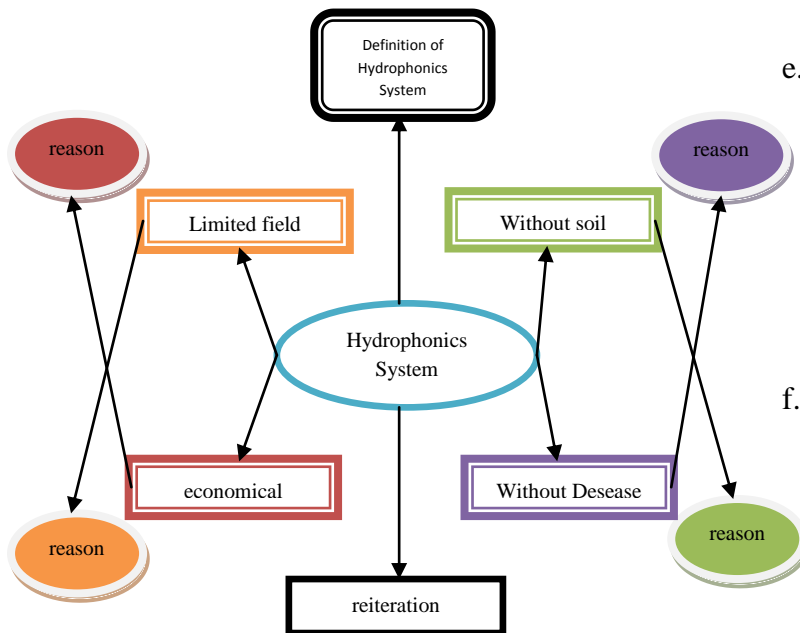 Definition of
Hydrophonics
System
e.
reason
reason
Limited field
Without soil
Hydrophonics
System
f.
economical
Without Desease
reason
reason
reiteration